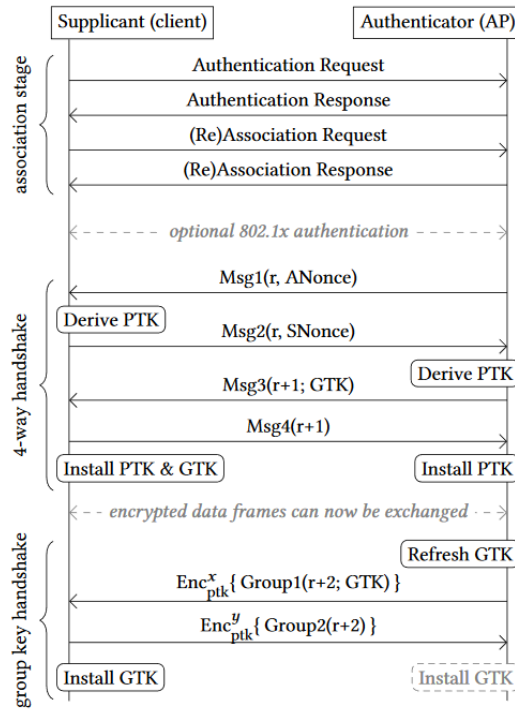 Supplicant (client)
Authenticator (AP)
association stage
Authentication Request
Authentication Response
(Re)Association Request
(Re)Association Response
optional 802.1x authentication
4-way handshake
Msg1(r, ANonce)
Derive PTK
Msg2(r, SNonce)
Derive PTK
Msg3(r+1; GTK)
Msg4(r+1)
Install PTK & GTK
Install PTK
encrypted data frames can now be exchanged
group key handshake
Refresh GTK
Enc^x_ptk{ Group1(r+2; GTK) }
Enc^y_ptk{ Group2(r+2) }
Install GTK
Install GTK